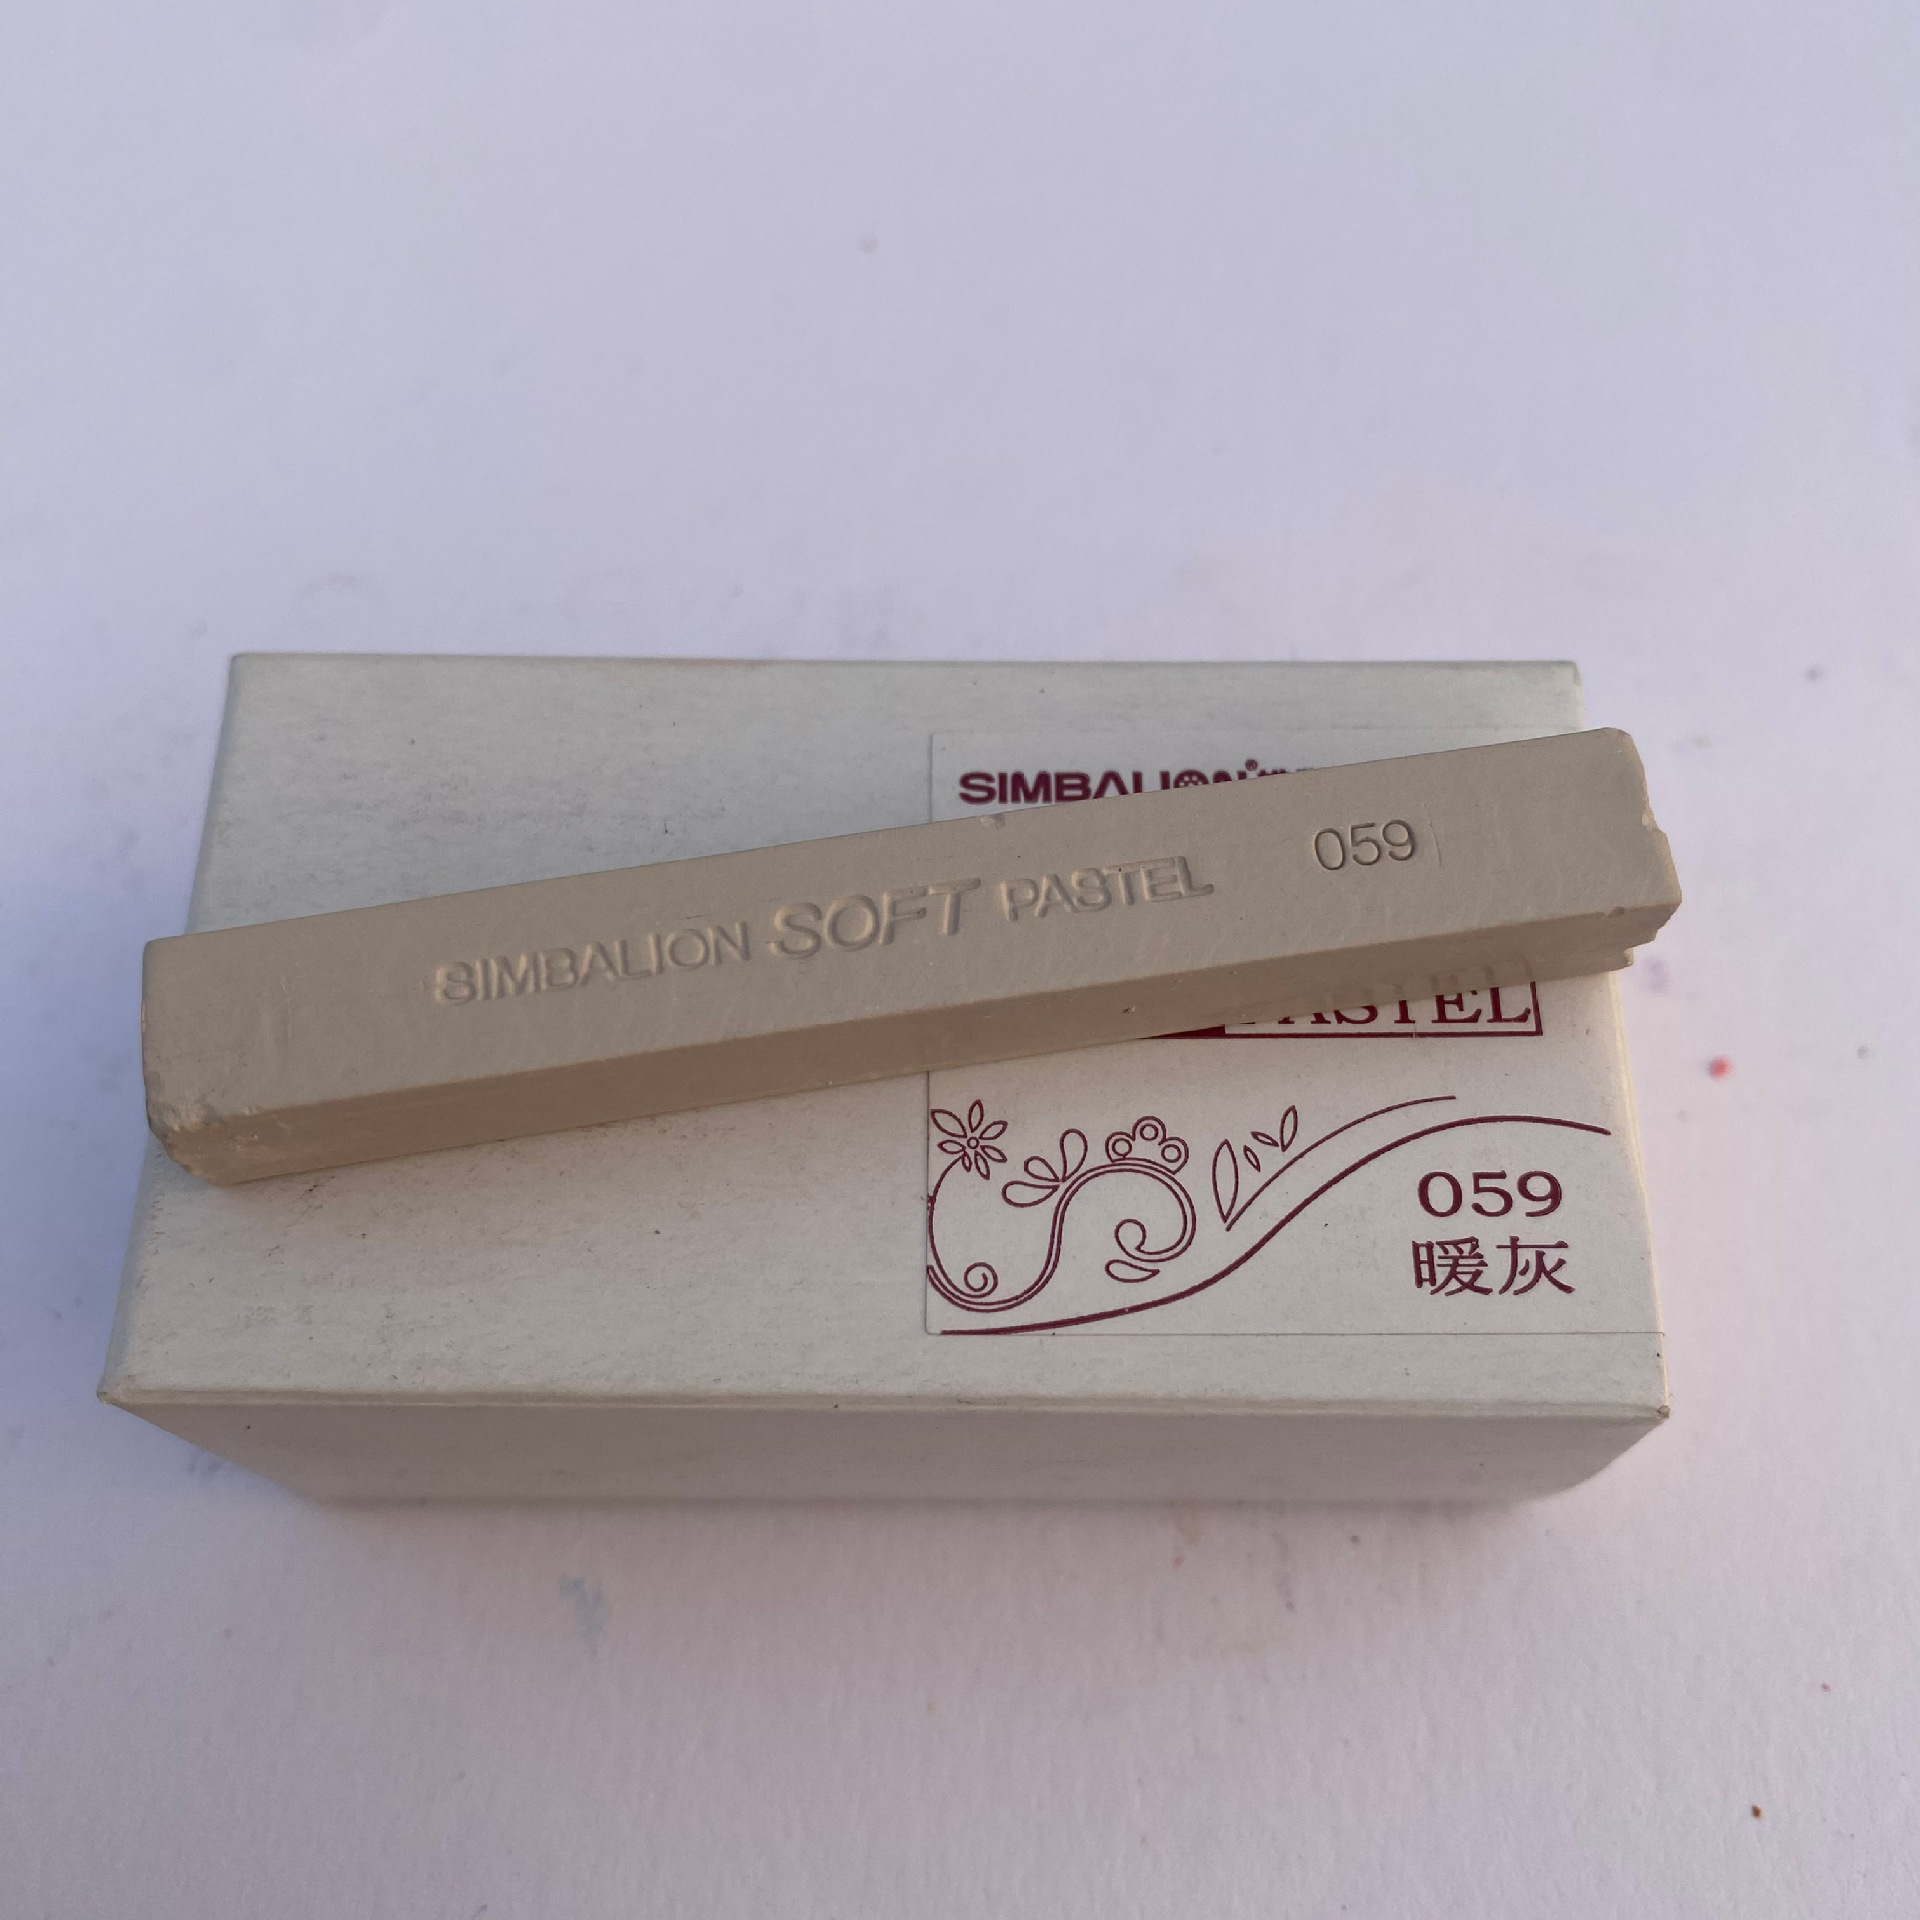 SIMBALION®
SIMBALION SOFT PASTEL 059
PASTEL
059
暖灰